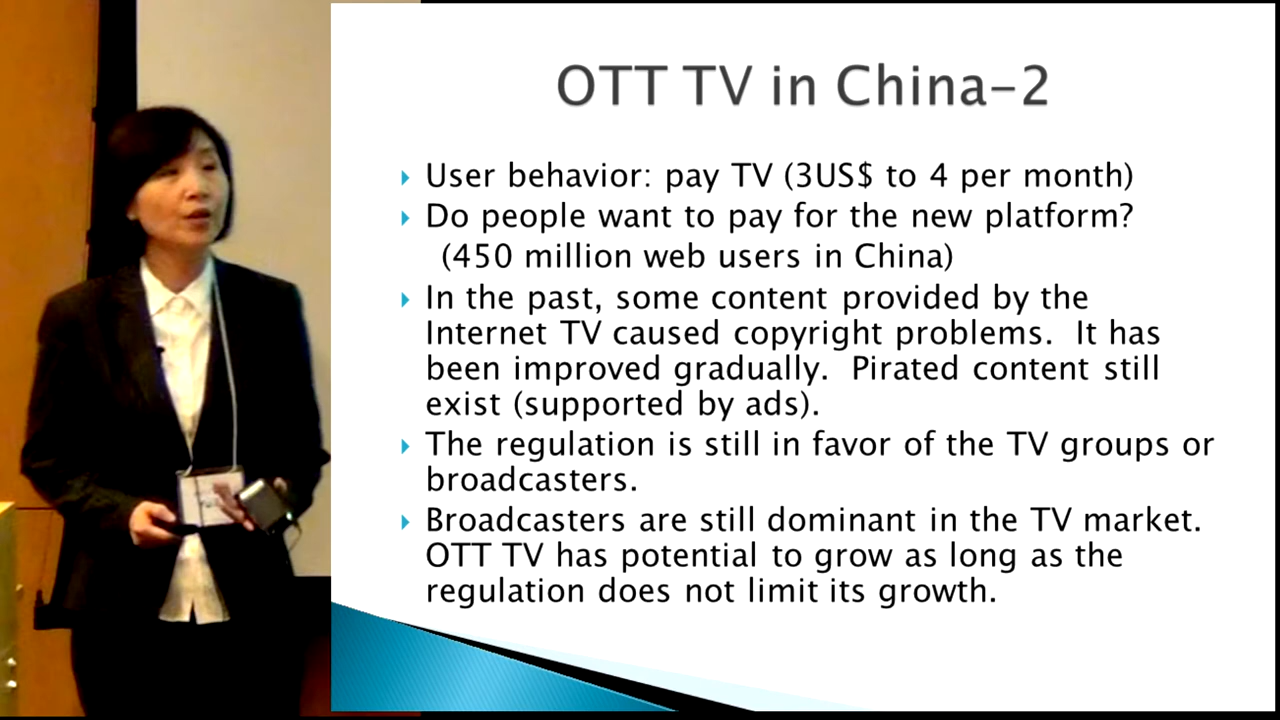 OTT TV in China-2
User behavior: pay TV (3US$ to 4 per month)
Do people want to pay for the new platform?
(450 million web users in China)
In the past, some content provided by the
Internet TV caused copyright problems.  It has
been improved gradually.  Pirated content still
exist (supported by ads).
The regulation is still in favor of the TV groups or
broadcasters.
Broadcasters are still dominant in the TV market.
OTT TV has potential to grow as long as the
regulation does not limit its growth.